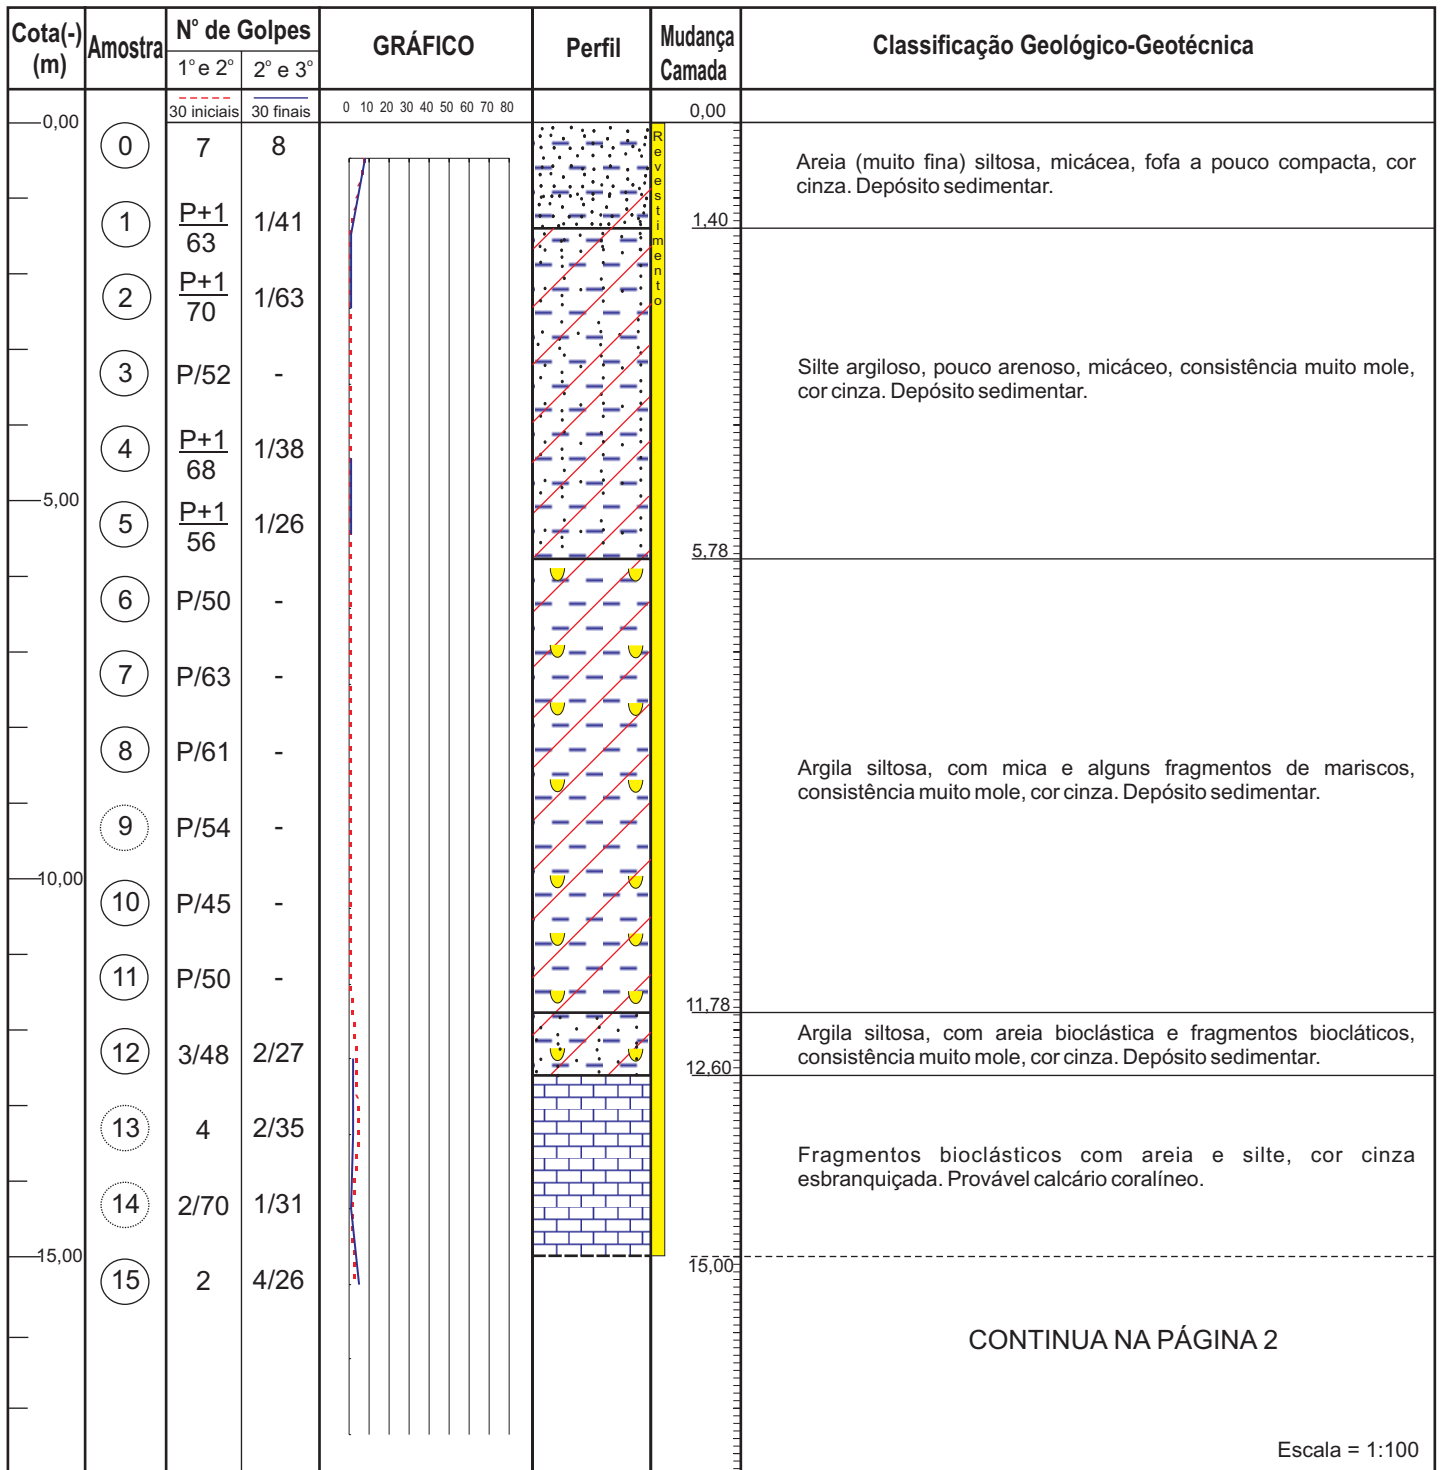 Cota(-) (m)
Amostra
N° de Golpes
1° e 2°
2° e 3°
GRÁFICO
Perfil
Mudança Camada
Classificação Geológico-Geotécnica
30 iniciais
30 finais
0 10 20 30 40 50 60 70 80
0,00
0,00
Revestimento
0 7 8
Areia (muito fina) siltosa, micácea, fofa a pouco compacta, cor
cinza. Depósito sedimentar.
1 P+1/63 1/41
1,40
2 P+1/70 1/63
3 P/52 -
Silte argiloso, pouco arenoso, micáceo, consistência muito mole,
cor cinza. Depósito sedimentar.
4 P+1/68 1/38
5,00
5 P+1/56 1/26
5,78
6 P/50 -
7 P/63 -
8 P/61 -
Argila siltosa, com mica e alguns fragmentos de mariscos,
consistência muito mole, cor cinza. Depósito sedimentar.
9 P/54 -
10,00
10 P/45 -
11 P/50 -
11,78
12 3/48 2/27
Argila siltosa, com areia bioclástica e fragmentos biocláticos,
consistência muito mole, cor cinza. Depósito sedimentar.
12,60
13 4 2/35
Fragmentos bioclásticos com areia e silte, cor cinza
esbranquiçada. Provável calcário coralíneo.
14 2/70 1/31
15,00
15,00
15 2 4/26
CONTINUA NA PÁGINA 2
Escala = 1:100